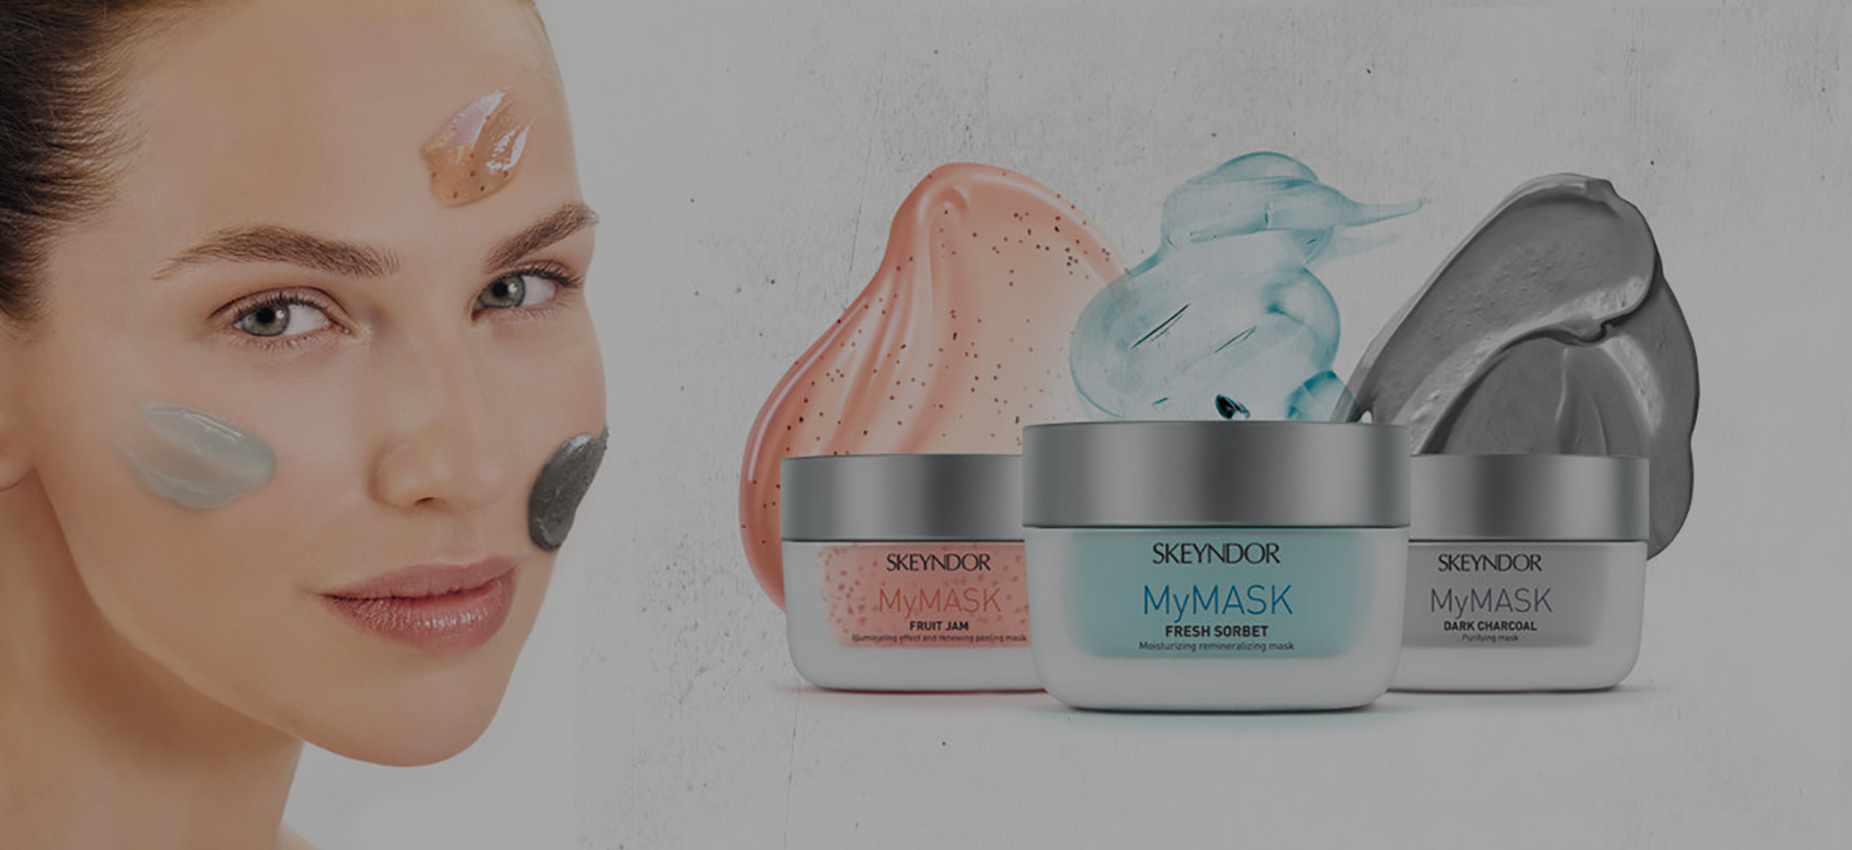 SKEYNDOR
MyMASK
FRUIT JAM
Illuminating effect and renewing peeling mask
SKEYNDOR
MyMASK
FRESH SORBET
Moisturizing remineralizing mask
SKEYNDOR
MyMASK
DARK CHARCOAL
Purifying mask